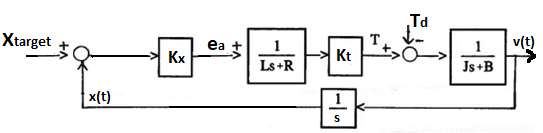 Xtarget + Kx ea + 1/(Ls+R) Kt T + Td - 1/(Js+B) v(t)
x(t) 1/s